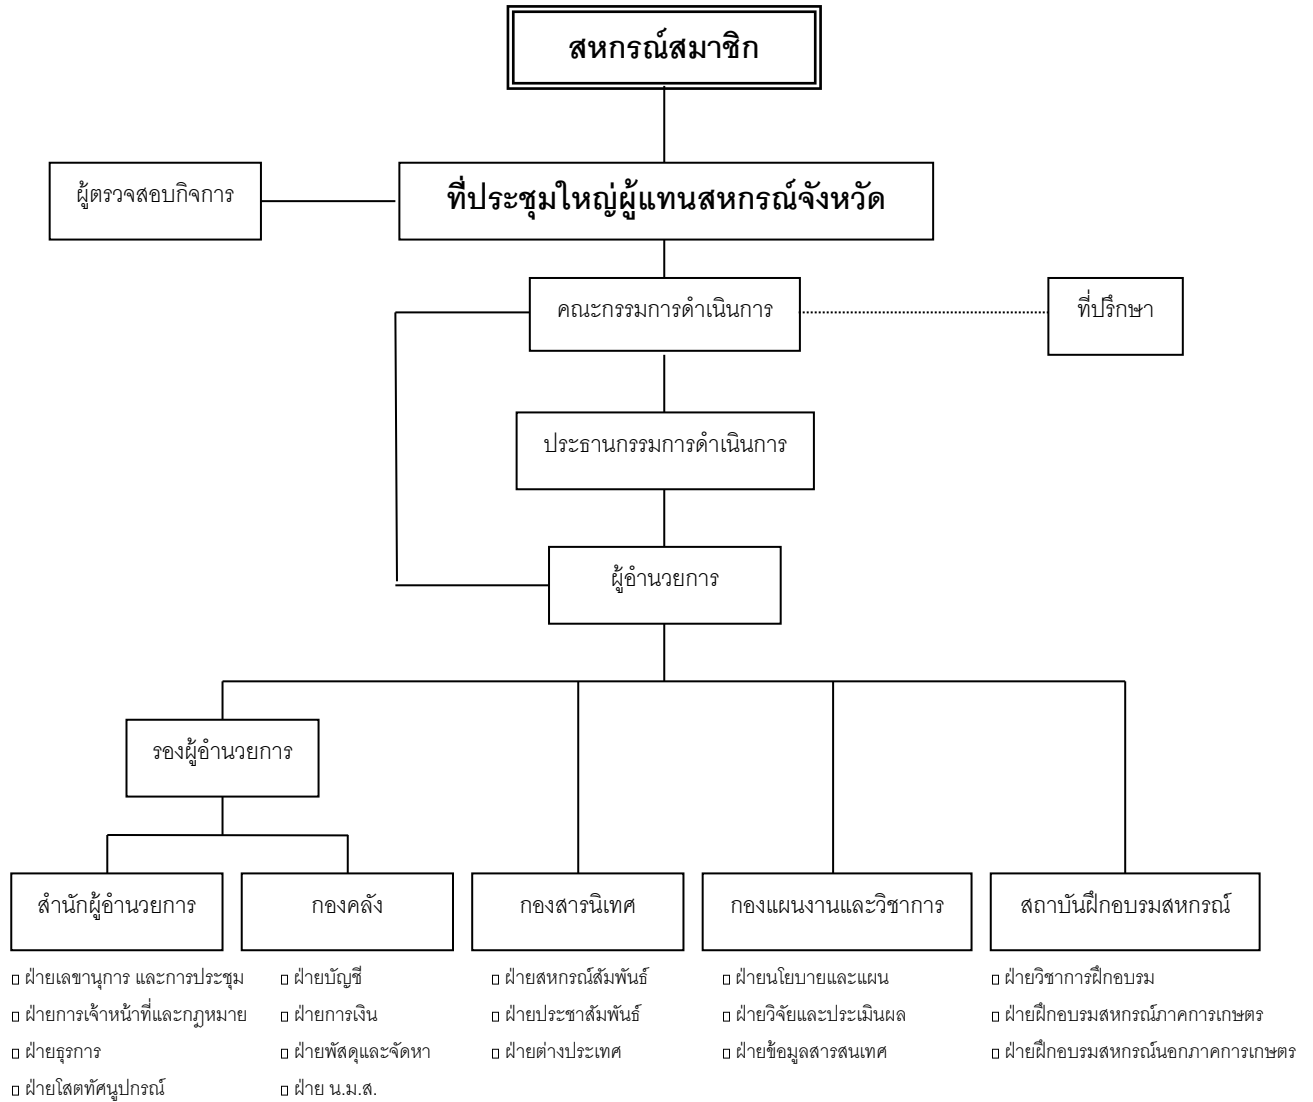 สหกรณ์สมาชิก
ผู้ตรวจสอบกิจการ
ที่ประชุมใหญ่ผู้แทนสหกรณ์จังหวัด
คณะกรรมการดำเนินการ
ที่ปรึกษา
ประธานกรรมการดำเนินการ
ผู้อำนวยการ
รองผู้อำนวยการ
สำนักผู้อำนวยการ
กองคลัง
กองสารนิเทศ
กองแผนงานและวิชาการ
สถาบันฝึกอบรมสหกรณ์
ฝ่ายเลขานุการ และการประชุม
ฝ่ายการเจ้าหน้าที่และกฎหมาย
ฝ่ายธุรการ
ฝ่ายโสตทัศนูปกรณ์
ฝ่ายบัญชี
ฝ่ายการเงิน
ฝ่ายพัสดุและจัดหา
ฝ่าย น.ม.ส.
ฝ่ายสหกรณ์สัมพันธ์
ฝ่ายประชาสัมพันธ์
ฝ่ายต่างประเทศ
ฝ่ายนโยบายและแผน
ฝ่ายวิจัยและประเมินผล
ฝ่ายข้อมูลสารสนเทศ
ฝ่ายวิชาการฝึกอบรม
ฝ่ายฝึกอบรมสหกรณ์ภาคการเกษตร
ฝ่ายฝึกอบรมสหกรณ์นอกภาคการเกษตร